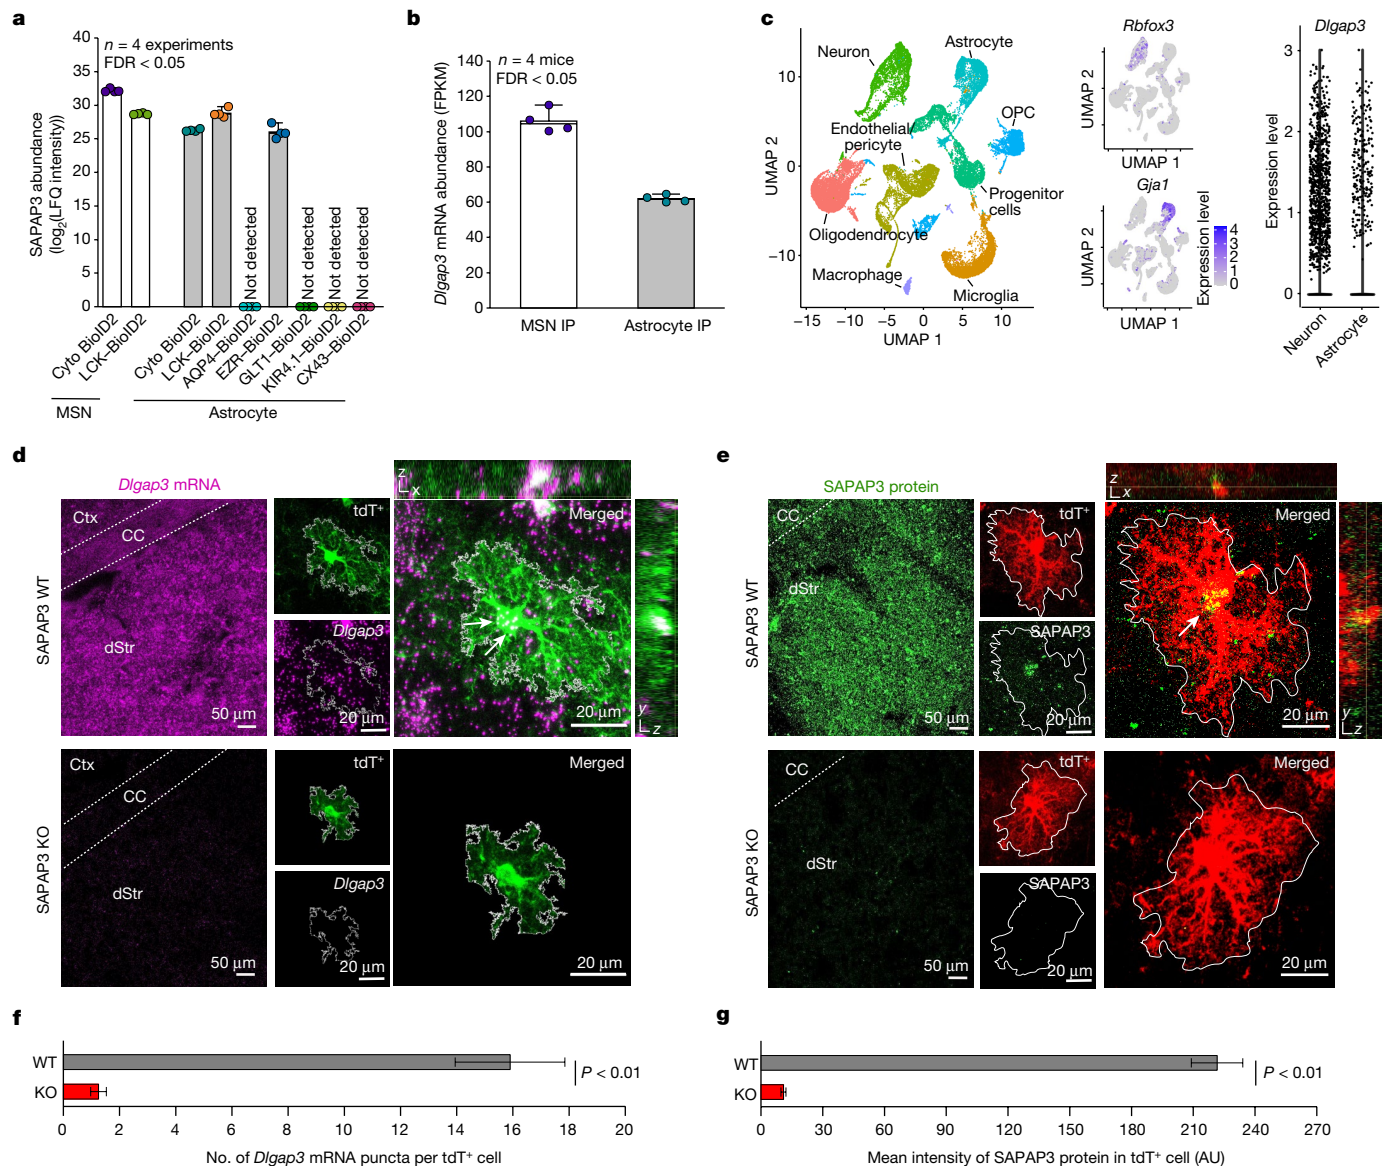 a
SAPAP3 abundance
(log2(LFQ intensity))
40
35
30
25
20
15
10
5
0
n = 4 experiments
FDR < 0.05
Not detected
Not detected
Not detected
Not detected
Cyto BioID2
LCK–BioID2
Cyto BioID2
LCK–BioID2
AQP4–BioID2
EZR–BioID2
GLT1–BioID2
KIR4.1–BioID2
CX43–BioID2
MSN
Astrocyte
b
Dlgap3 mRNA abundance (FPKM)
140
120
100
80
60
40
20
0
n = 4 mice
FDR < 0.05
MSN IP
Astrocyte IP
c
UMAP 2
10
0
−10
−15
−10
−5
0
5
10
UMAP 1
Neuron
Astrocyte
Endothelial/
pericyte
OPC
Progenitor
cells
Oligodendrocyte
Macrophage
Microglia
Rbfox3
UMAP 2
UMAP 1
Gja1
UMAP 2
UMAP 1
Expression level
4
3
2
1
0
Dlgap3
Expression level
3
2
1
0
Neuron
Astrocyte
d
Dlgap3 mRNA
SAPAP3 WT
Ctx
CC
dStr
50 μm
tdT+
Dlgap3
20 μm
z
x
Merged
20 μm
y
z
SAPAP3 KO
Ctx
CC
dStr
50 μm
tdT+
Dlgap3
20 μm
Merged
20 μm
e
SAPAP3 protein
SAPAP3 WT
CC
dStr
50 μm
tdT+
SAPAP3
20 μm
z
x
Merged
20 μm
y
z
SAPAP3 KO
CC
dStr
50 μm
tdT+
SAPAP3
20 μm
Merged
20 μm
f
WT
KO
P < 0.01
0 2 4 6 8 10 12 14 16 18 20
No. of Dlgap3 mRNA puncta per tdT+ cell
g
WT
KO
P < 0.01
0 30 60 90 120 150 180 210 240 270
Mean intensity of SAPAP3 protein in tdT+ cell (AU)